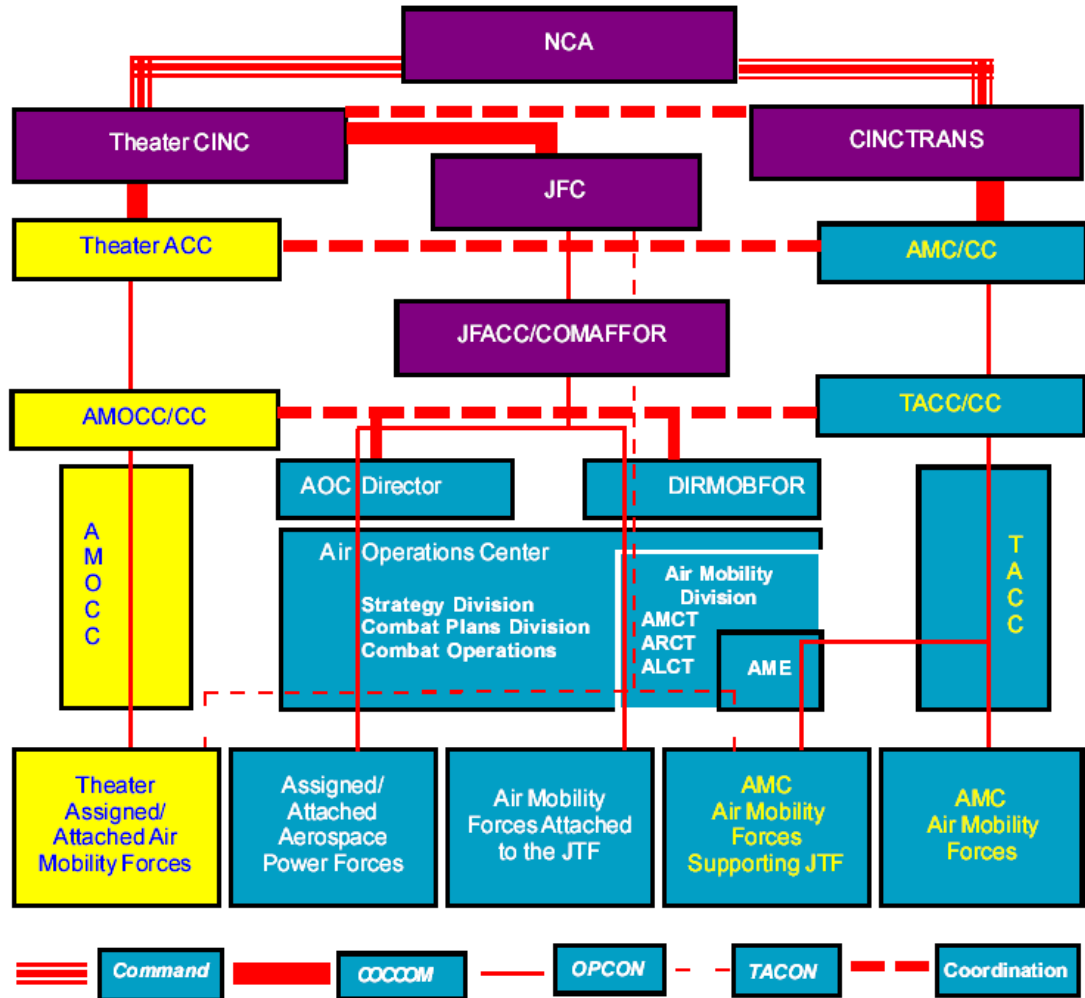 NCA
Theater CINC
CINCTRANS
JFC
Theater ACC
AMC/CC
JFACC/COMAFFOR
AMOCC/CC
TACC/CC
AOC Director
DIRMOBFOR
A
M
O
C
C
Air Operations Center
Strategy Division
Combat Plans Division
Combat Operations
Air Mobility
Division
AMCT
ARCT
ALCT
AME
T
A
C
C
Theater
Assigned/
Attached Air
Mobility Forces
Assigned/
Attached
Aerospace
Power Forces
Air Mobility
Forces Attached
to the JTF
AMC
Air Mobility
Forces
Supporting JTF
AMC
Air Mobility
Forces
Command
COCCOM
OPCON
TACON
Coordination